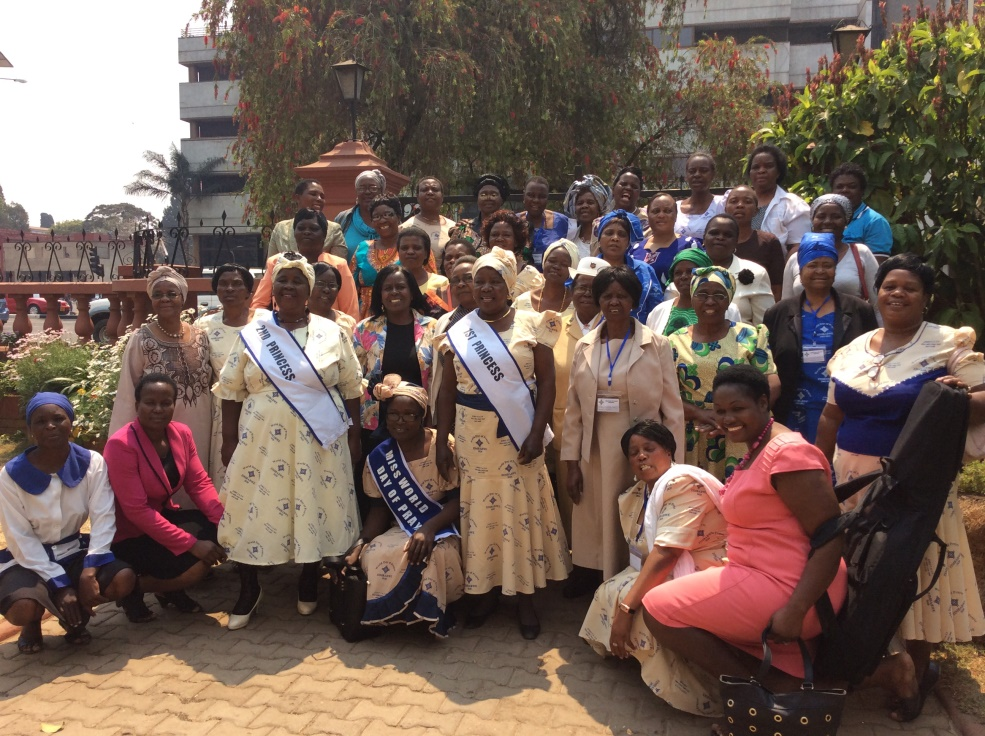 2ND PRINCESS
1ST PRINCESS
MISS WORLD
DAY OF PRAY